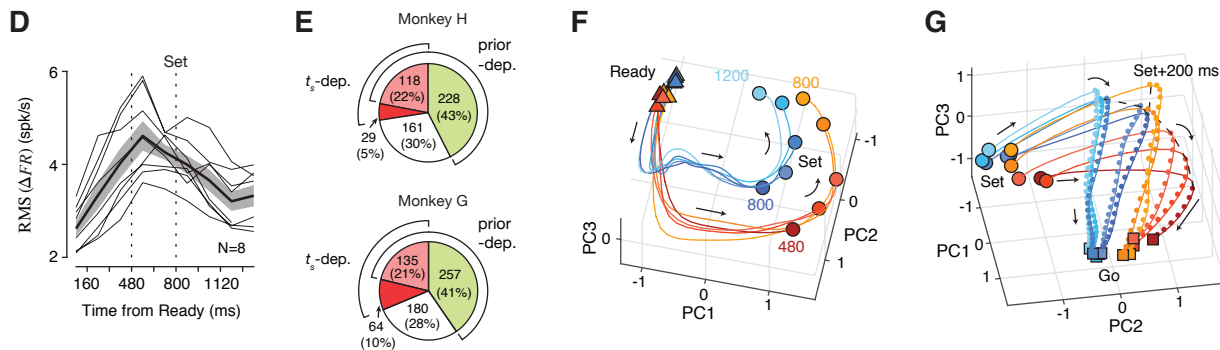 D
Set
RMS (ΔFR) (spk/s)
6
4
2
N=8
160 480 800 1120
Time from Ready (ms)
E
Monkey H
prior
-dep.
ts-dep.
118
(22%)
228
(43%)
29
(5%)
161
(30%)
Monkey G
prior
-dep.
ts-dep.
135
(21%)
257
(41%)
64
(10%)
180
(28%)
F
Ready
1200
800
Set
800
480
PC3
0
-1
0
1
PC1
-1
0
1
PC2
G
Set+200 ms
PC3
1
0
-1
Set
Go
-1
0
1
PC1
-1
0
1
PC2